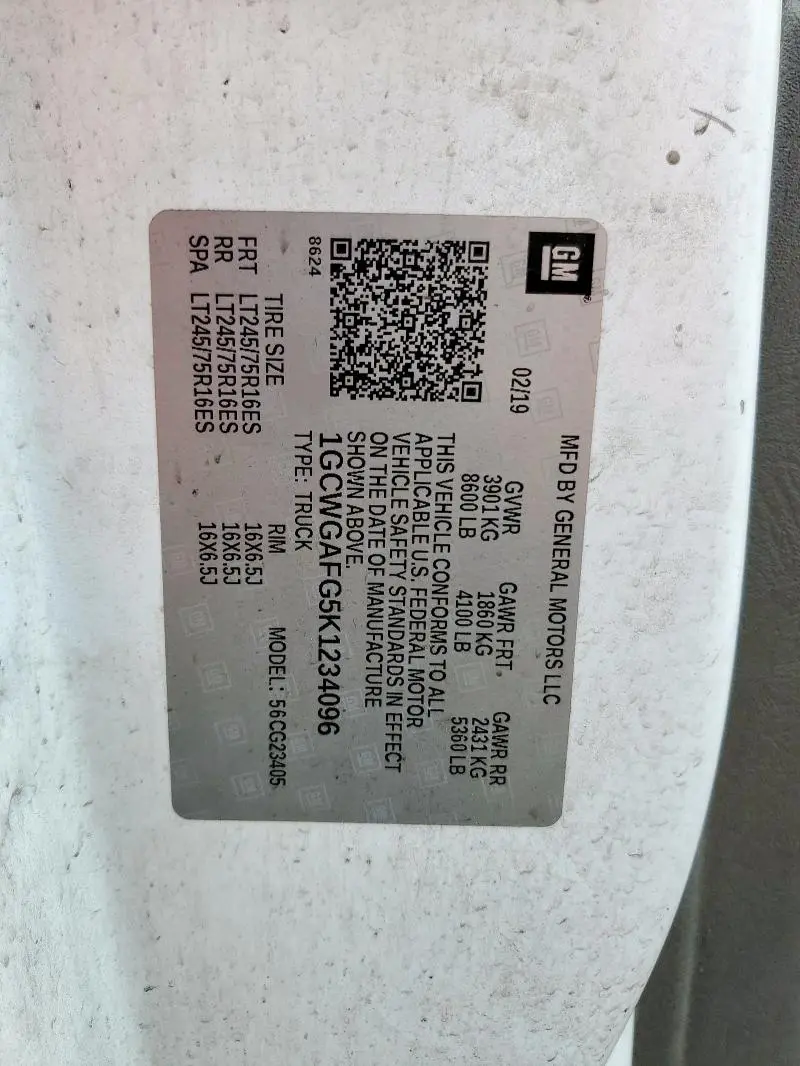 GM
MFD BY GENERAL MOTORS LLC
02/19
GVWR GAWR FRT. GAWR RR
3901 KG 1860 KG 2431 KG
8600 LB 4100 LB 5360 LB
THIS VEHICLE CONFORMS TO ALL
APPLICABLE U.S. FEDERAL MOTOR
VEHICLE SAFETY STANDARDS IN EFFECT
ON THE DATE OF MANUFACTURE
SHOWN ABOVE.
1GCWGAFG5K1234096
8624
TYPE: TRUCK MODEL: 56CG23405
TIRE SIZE RIM
FRT LT245/75R16ES 16X6.5J
RR LT245/75R16ES 16X6.5J
SPA LT245/75R16ES 16X6.5J